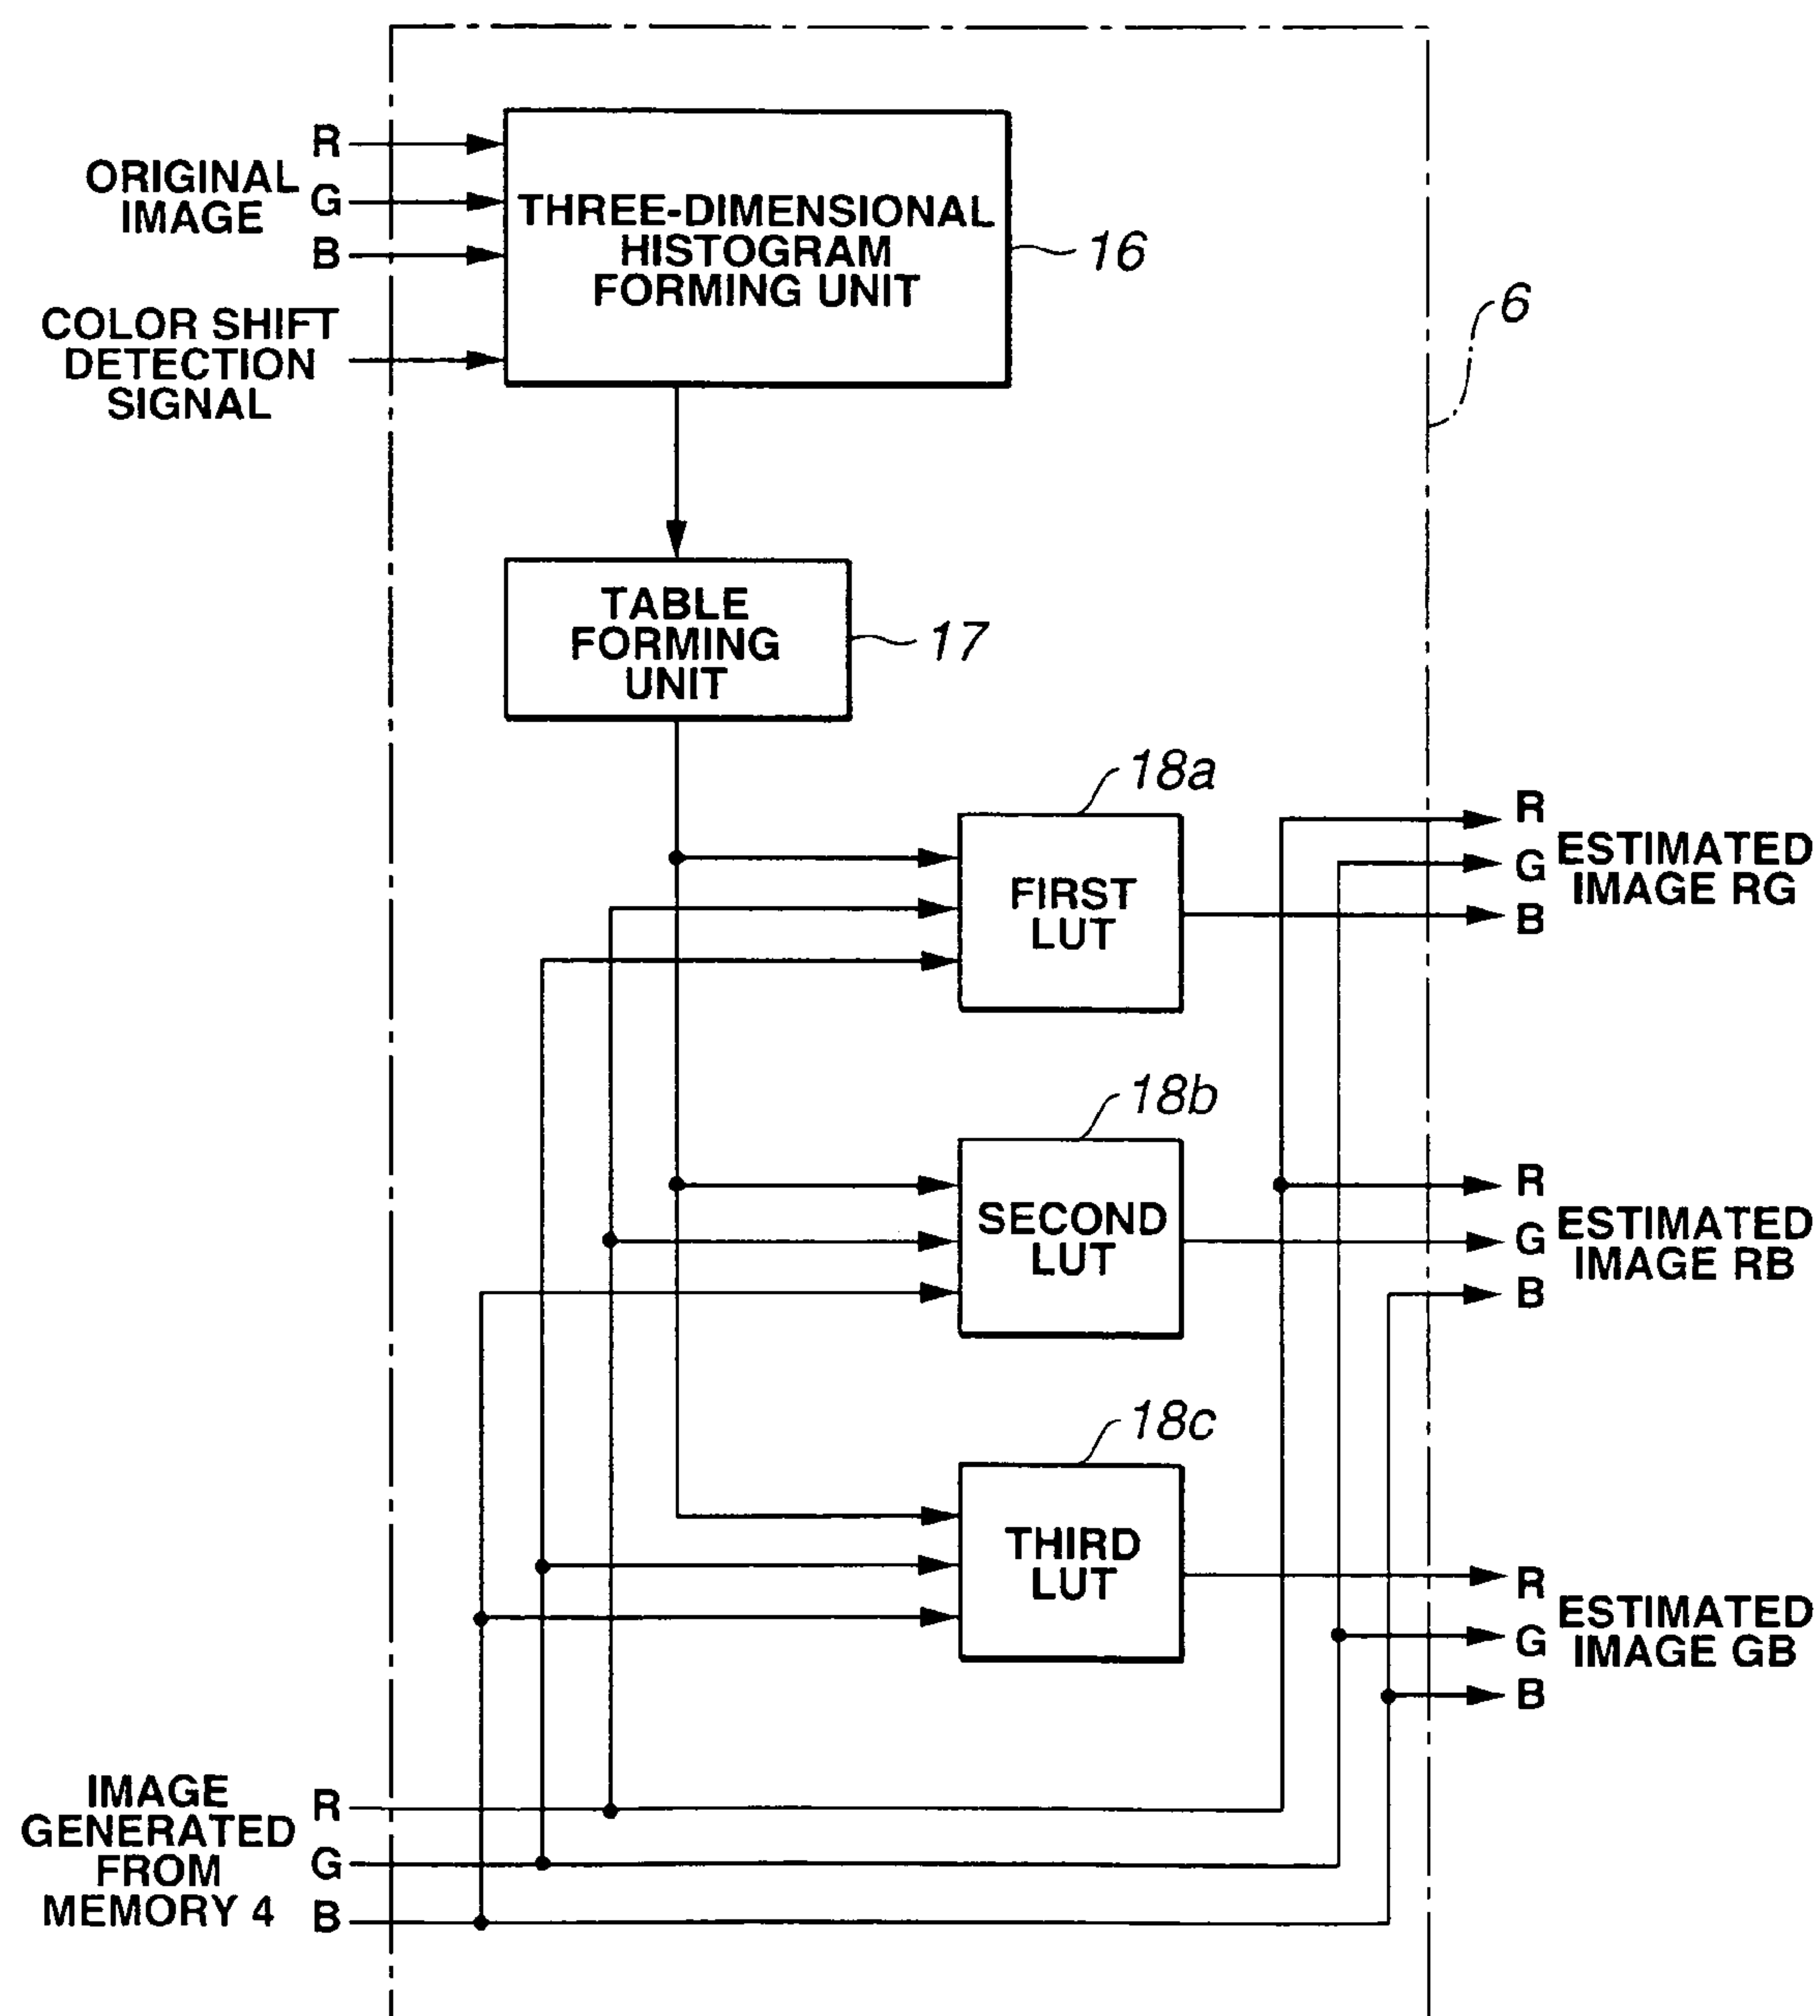 R
ORIGINAL
IMAGE
G
B
COLOR SHIFT
DETECTION
SIGNAL
THREE-DIMENSIONAL
HISTOGRAM
FORMING UNIT
16
6
TABLE
FORMING
UNIT
17
18a
FIRST
LUT
R
G
B
ESTIMATED
IMAGE RG
18b
SECOND
LUT
R
G
B
ESTIMATED
IMAGE RB
18c
THIRD
LUT
R
G
B
ESTIMATED
IMAGE GB
IMAGE
GENERATED
FROM
MEMORY 4
R
G
B